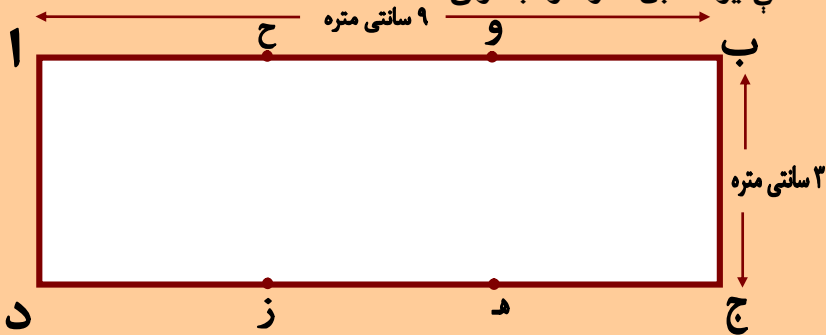 ۹ سانتی متره
ا
ح
و
ب
۳ سانتی متره
د
ز
هـ
ج